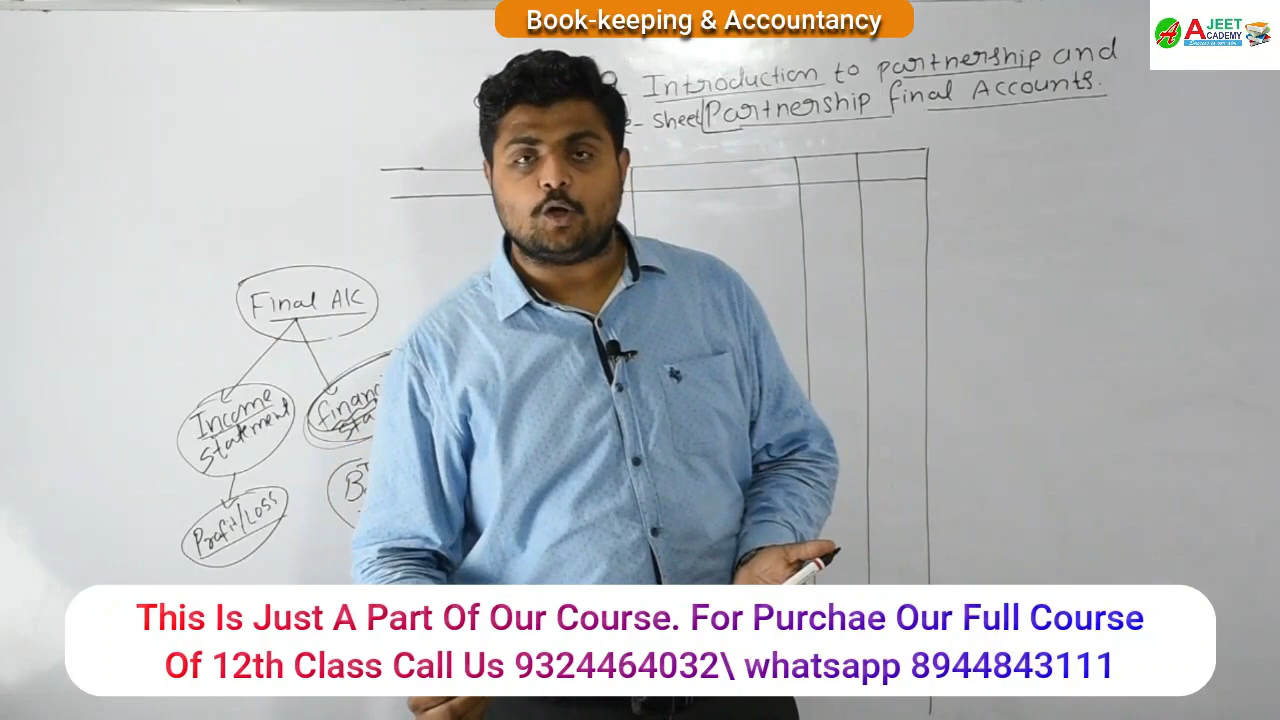 Book-keeping & Accountancy
AJEET
ACADEMY
Introduction to partnership and
Sheet/Partnership final Accounts.
Final A/C
Income
Statement
Profit/Loss
This Is Just A Part Of Our Course. For Purchae Our Full Course
Of 12th Class Call Us 9324464032\ whatsapp 8944843111